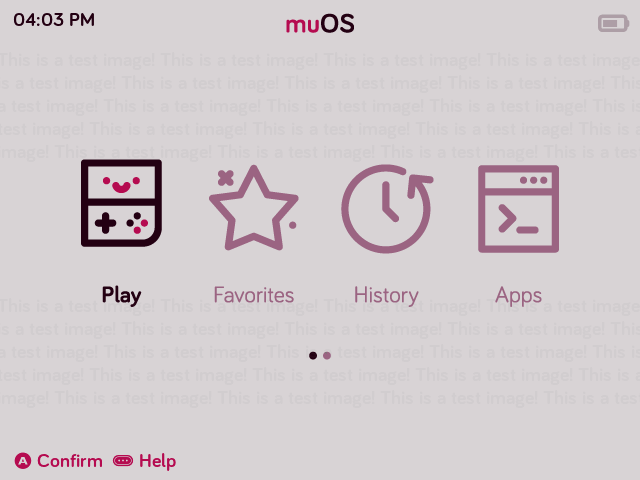 04:03 PM
muOS
This is a test image! This is a test image! This is a test image! This is a test image
is a test image! This is a test image! This is a test image! This is a test image! Th
a test image! This is a test image! This is a test image! This is a test image! This i
test image! This is a test image! This is a test image! This is a test image! This is
image! This is a test image! This is a test image! This is a test image! This is a t
Play Favorites History Apps
This is a test image! This is a test image! This is a test image! This is a test image
is a test image! This is a test image! This is a test image! This is a test image! Th
a test image! This is a test image! This is a test image! This is a test image! This i
test image! This is a test image! This is a test image! This is a test image! This is
image! This is a test image! This is a test image! This is a test image! This is a t
A Confirm Help